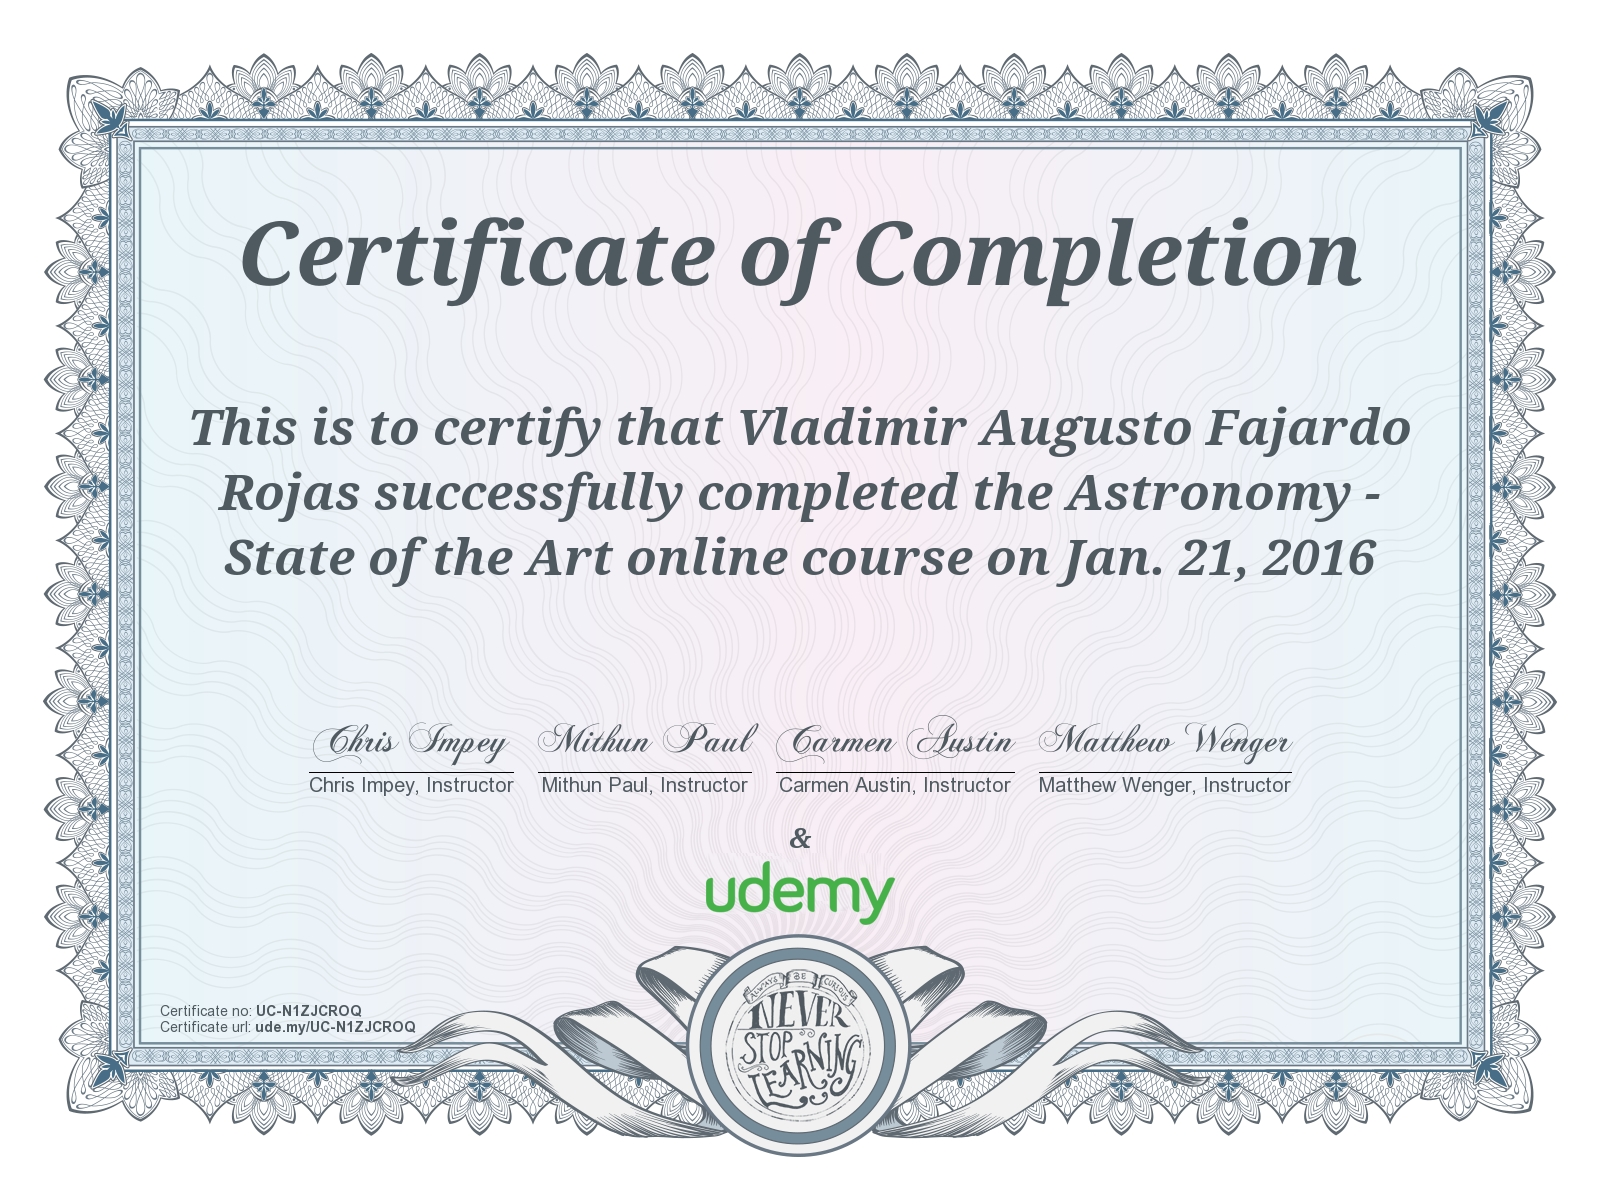 Certificate of Completion
This is to certify that Vladimir Augusto Fajardo
Rojas successfully completed the Astronomy -
State of the Art online course on Jan. 21, 2016
Chris Impey Mithun Paul Carmen Austin Matthew Wenger
Chris Impey, Instructor Mithun Paul, Instructor Carmen Austin, Instructor Matthew Wenger, Instructor
&
udemy
Certificate no: UC-N1ZJCROQ
Certificate url: ude.my/UC-N1ZJCROQ
ALWAYS BE CURIOUS
NEVER
STOP
LEARNING